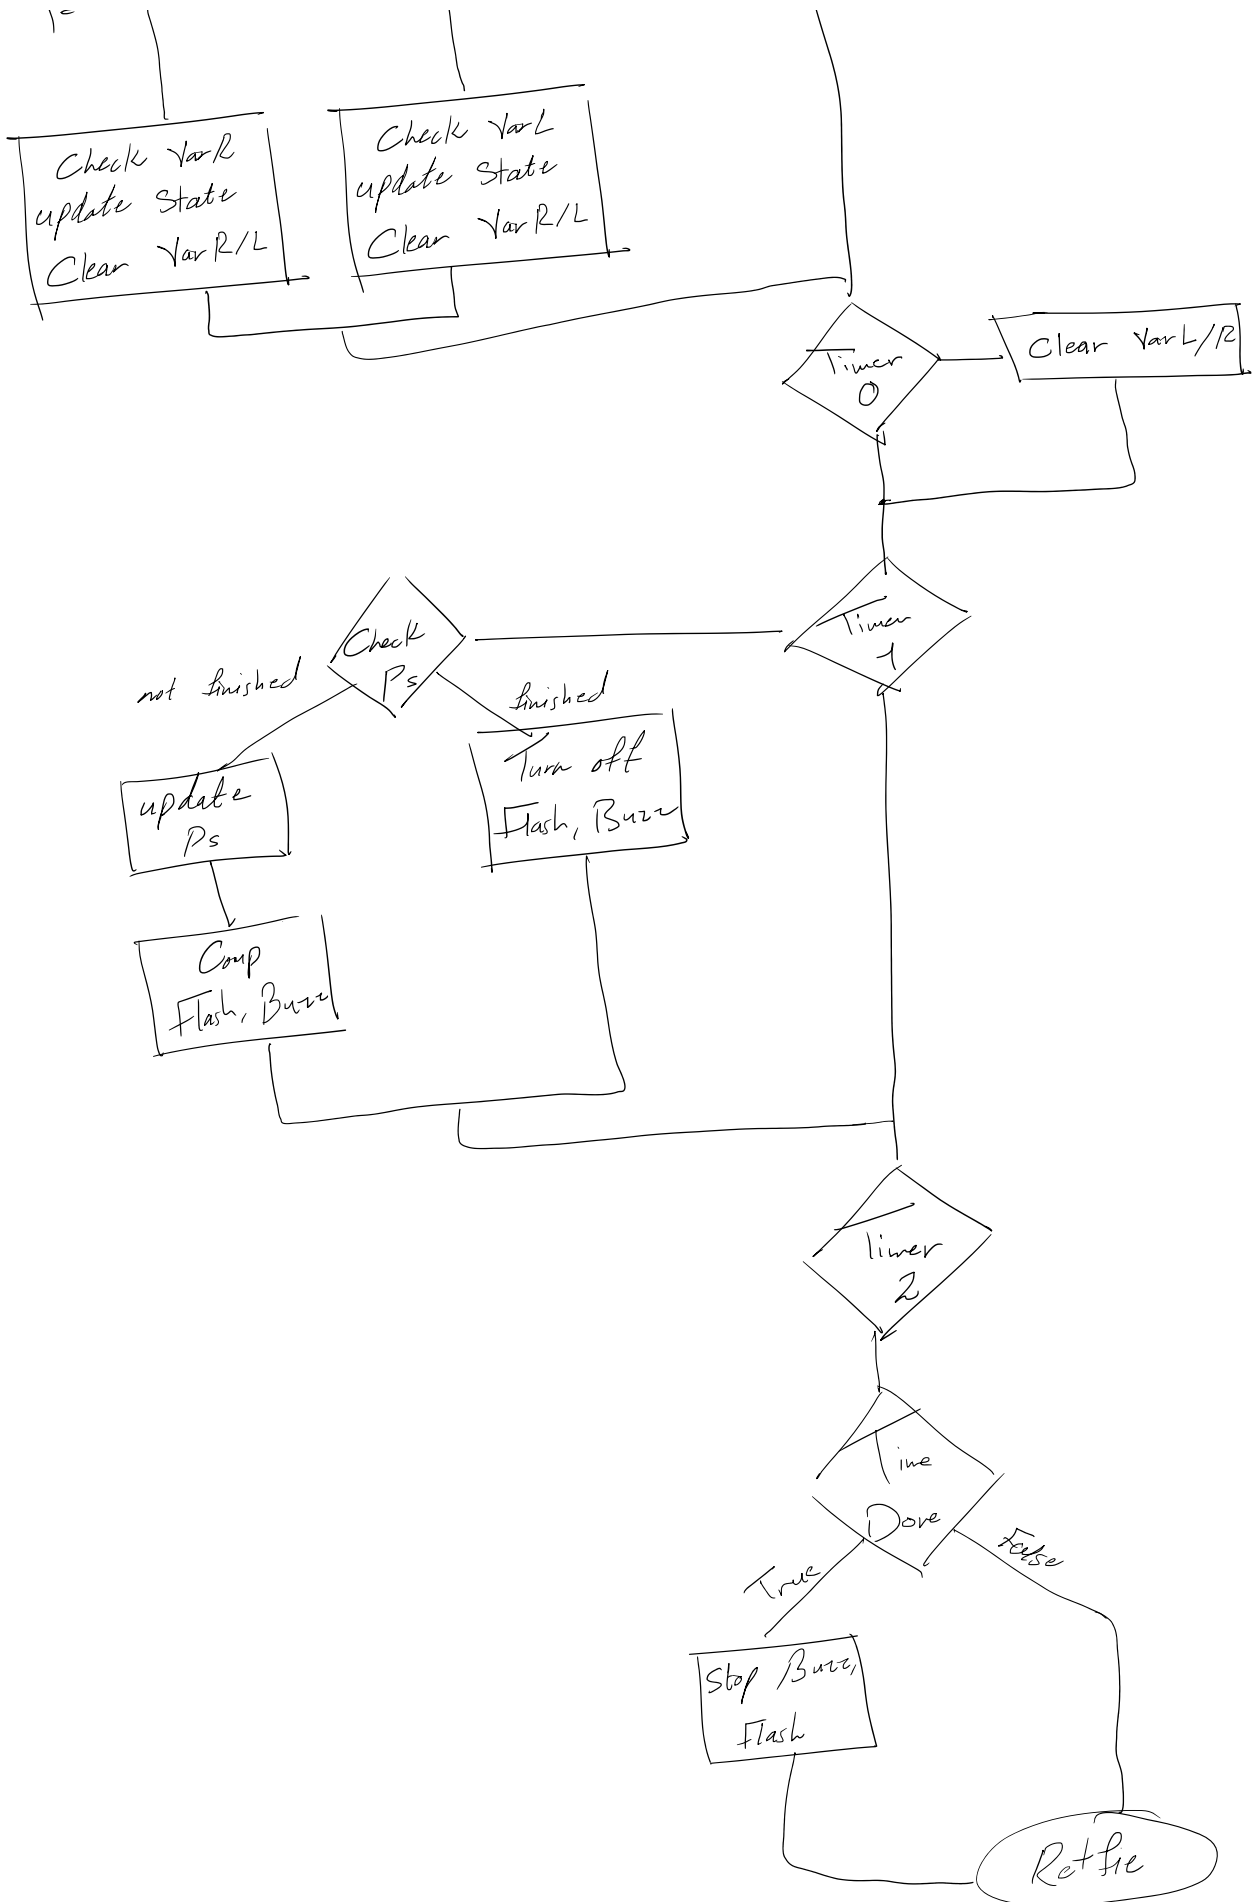 Check VarR
update State
Clear VarR/L
Check VarL
update State
Clear VarR/L
Timer
0
Clear VarL/R
Timer
1
Check
Ps
not finished
finished
update
Ps
Turn off
Flash, Buzz
Comp
Flash, Buzz
Timer
2
Time
Done
True
False
Stop Buzz,
Flash
Retfie